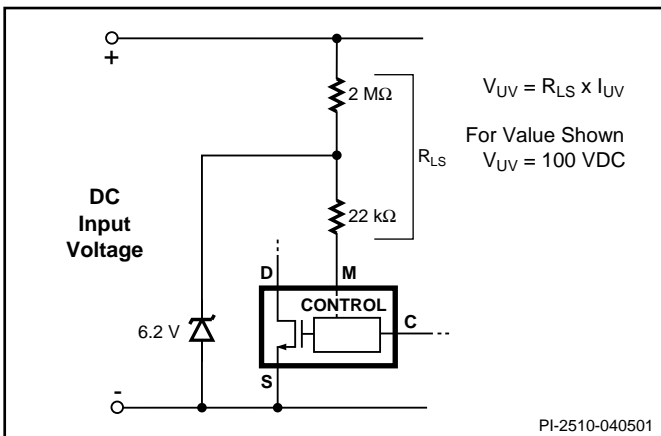 +
2 MΩ
V_UV = R_LS x I_UV
For Value Shown
V_UV = 100 VDC
R_LS
DC
Input
Voltage
22 kΩ
D
M
CONTROL
C
6.2 V
S
-
PI-2510-040501